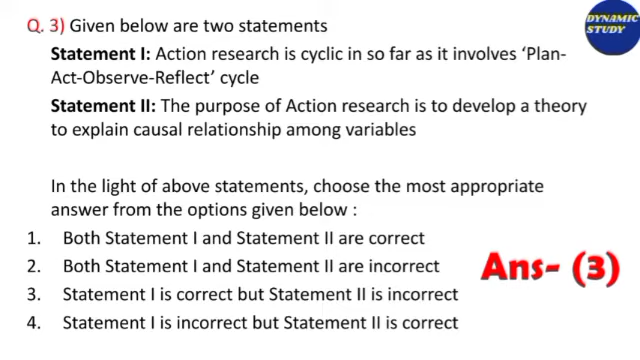 Q. 3) Given below are two statements
DYNAMIC
STUDY
Statement I: Action research is cyclic in so far as it involves ‘Plan-
Act-Observe-Reflect’ cycle
Statement II: The purpose of Action research is to develop a theory
to explain causal relationship among variables
In the light of above statements, choose the most appropriate
answer from the options given below :
1. Both Statement I and Statement II are correct
2. Both Statement I and Statement II are incorrect
3. Statement I is correct but Statement II is incorrect
4. Statement I is incorrect but Statement II is correct
Ans- (3)